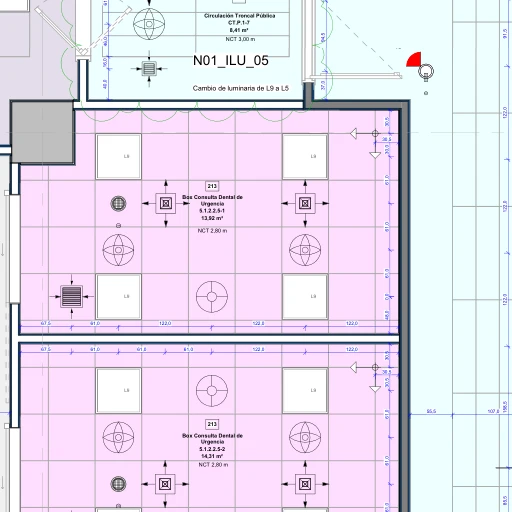 Circulación Troncal Pública
CT.P.1-7
8,41 m²
NCT 3,00 m
N01_ILU_05
Cambio de luminaria de L9 a L5
L9
L9
213
Box Consulta Dental de
Urgencia
5.1.2.2.5-1
13,92 m²
NCT 2,80 m
L9
L9
67,5 61,0 122,0 122,0 122,0
67,5 61,0 61,0 61,0 122,0 122,0
L9
L9
213
Box Consulta Dental de
Urgencia
5.1.2.2.5-2
14,31 m²
NCT 2,80 m
55,5 107,0